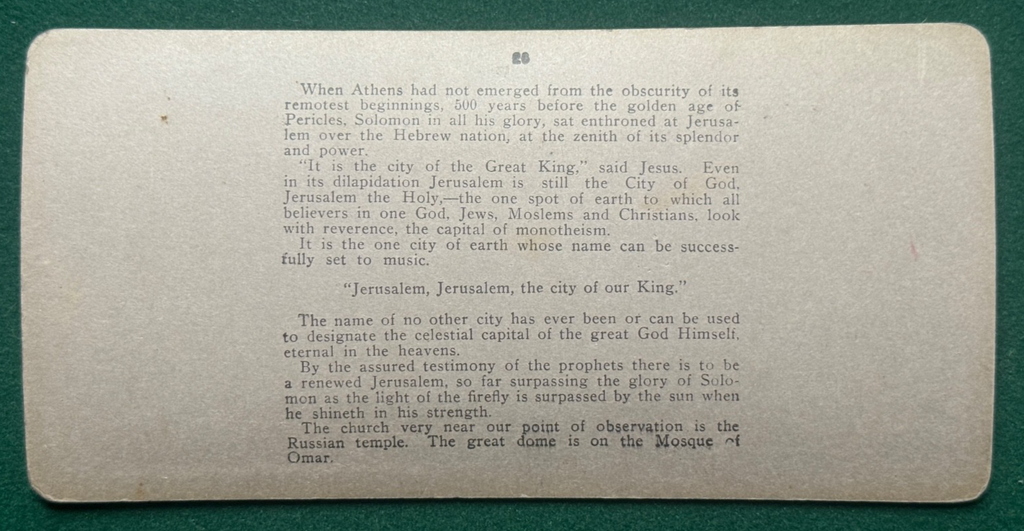 28
When Athens had not emerged from the obscurity of its
remotest beginnings, 500 years before the golden age of
Pericles, Solomon in all his glory, sat enthroned at Jerusa-
lem over the Hebrew nation, at the zenith of its splendor
and power.
"It is the city of the Great King," said Jesus. Even
in its dilapidation Jerusalem is still the City of God,
Jerusalem the Holy,—the one spot of earth to which all
believers in one God, Jews, Moslems and Christians, look
with reverence, the capital of monotheism.
It is the one city of earth whose name can be success-
fully set to music.
"Jerusalem, Jerusalem, the city of our King."
The name of no other city has ever been or can be used
to designate the celestial capital of the great God Himself,
eternal in the heavens.
By the assured testimony of the prophets there is to be
a renewed Jerusalem, so far surpassing the glory of Solo-
mon as the light of the firefly is surpassed by the sun when
he shineth in his strength.
The church very near our point of observation is the
Russian temple. The great dome is on the Mosque of
Omar.